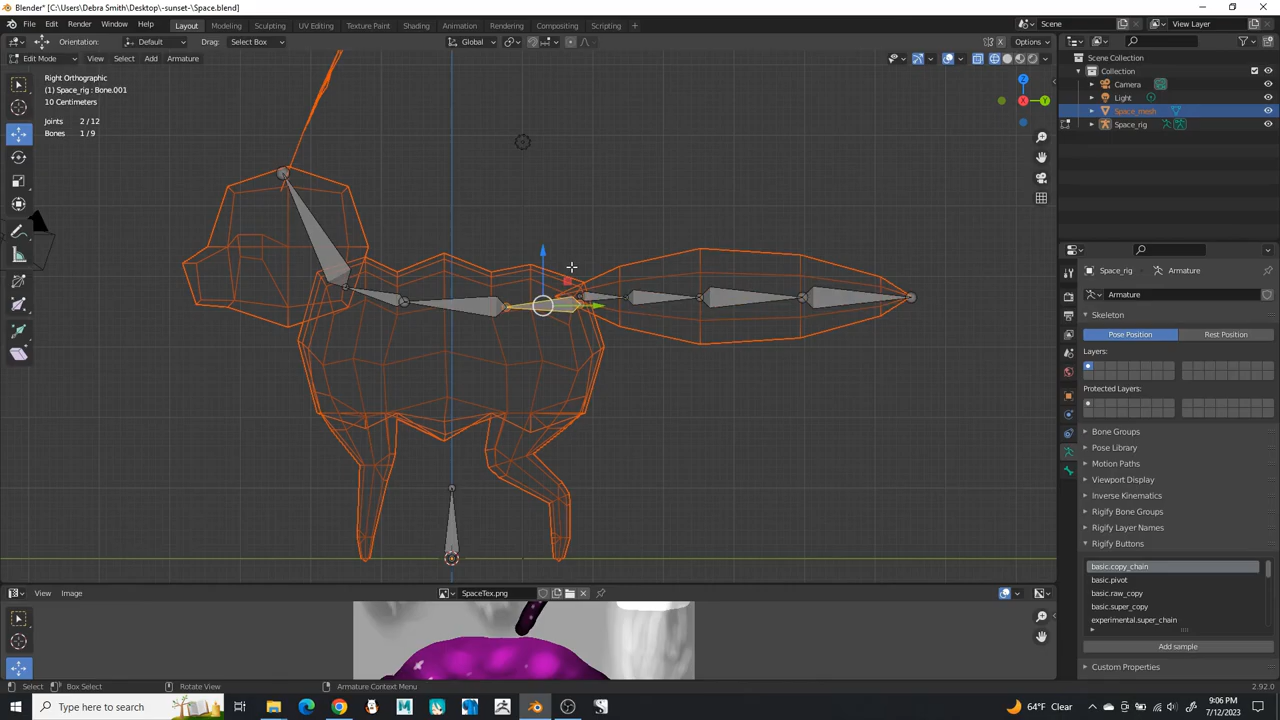 Blender* [C:\Users\Debra Smith\Desktop\-sunset-\Space.blend]
File Edit Render Window Help Layout Modeling Sculpting UV Editing Texture Paint Shading Animation Rendering Compositing Scripting + Scene View Layer
Orientation: Default Drag: Select Box Global X Options
Edit Mode View Select Add Armature
Right Orthographic
(1) Space_rig : Bone.001
10 Centimeters
Joints 2/12
Bones 1/9
Z
X
Y
Scene Collection
Collection
Camera
Light
Space_mesh
Space_rig
Space_rig Armature
Armature
Skeleton
Pose Position Rest Position
Layers:
Protected Layers:
Bone Groups
Pose Library
Motion Paths
Viewport Display
Inverse Kinematics
Rigify Bone Groups
Rigify Layer Names
Rigify Buttons
basic.copy_chain
basic.pivot
basic.raw_copy
basic.super_copy
experimental.super_chain
Add sample
Custom Properties
View Image SpaceTex.png
Select Box Select Rotate View Armature Context Menu 2.92.0
Type here to search
64°F Clear
9:06 PM
7/12/2023